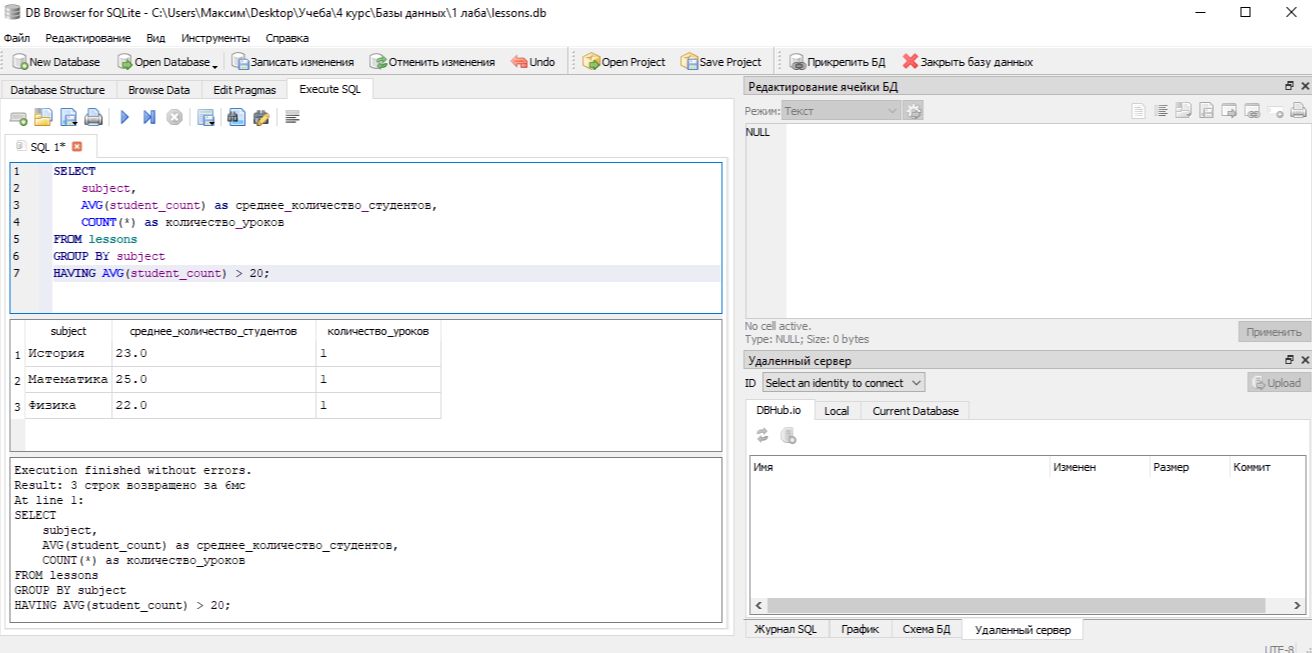 DB Browser for SQLite - C:\Users\Максим\Desktop\Учеба\4 курс\Базы данных\1 лаба\lessons.db
Файл Редактирование Вид Инструменты Справка
New Database Open Database Записать изменения Отменить изменения Undo Open Project Save Project Прикрепить БД Закрыть базу данных
Database Structure Browse Data Edit Pragmas Execute SQL
SQL 1*
1 SELECT
2 subject,
3 AVG(student_count) as среднее_количество_студентов,
4 COUNT(*) as количество_уроков
5 FROM lessons
6 GROUP BY subject
7 HAVING AVG(student_count) > 20;
subject среднее_количество_студентов количество_уроков
1 История 23.0 1
2 Математика 25.0 1
3 Физика 22.0 1
Execution finished without errors.
Result: 3 строк возвращено за 6мс
At line 1:
SELECT
subject,
AVG(student_count) as среднее_количество_студентов,
COUNT(*) as количество_уроков
FROM lessons
GROUP BY subject
HAVING AVG(student_count) > 20;
Редактирование ячейки БД
Режим: Текст
NULL
No cell active.
Type: NULL; Size: 0 bytes
Применить
Удаленный сервер
ID Select an identity to connect Upload
DBHub.io Local Current Database
Имя Изменен Размер Коммит
Журнал SQL График Схема БД Удаленный сервер
UTF-8